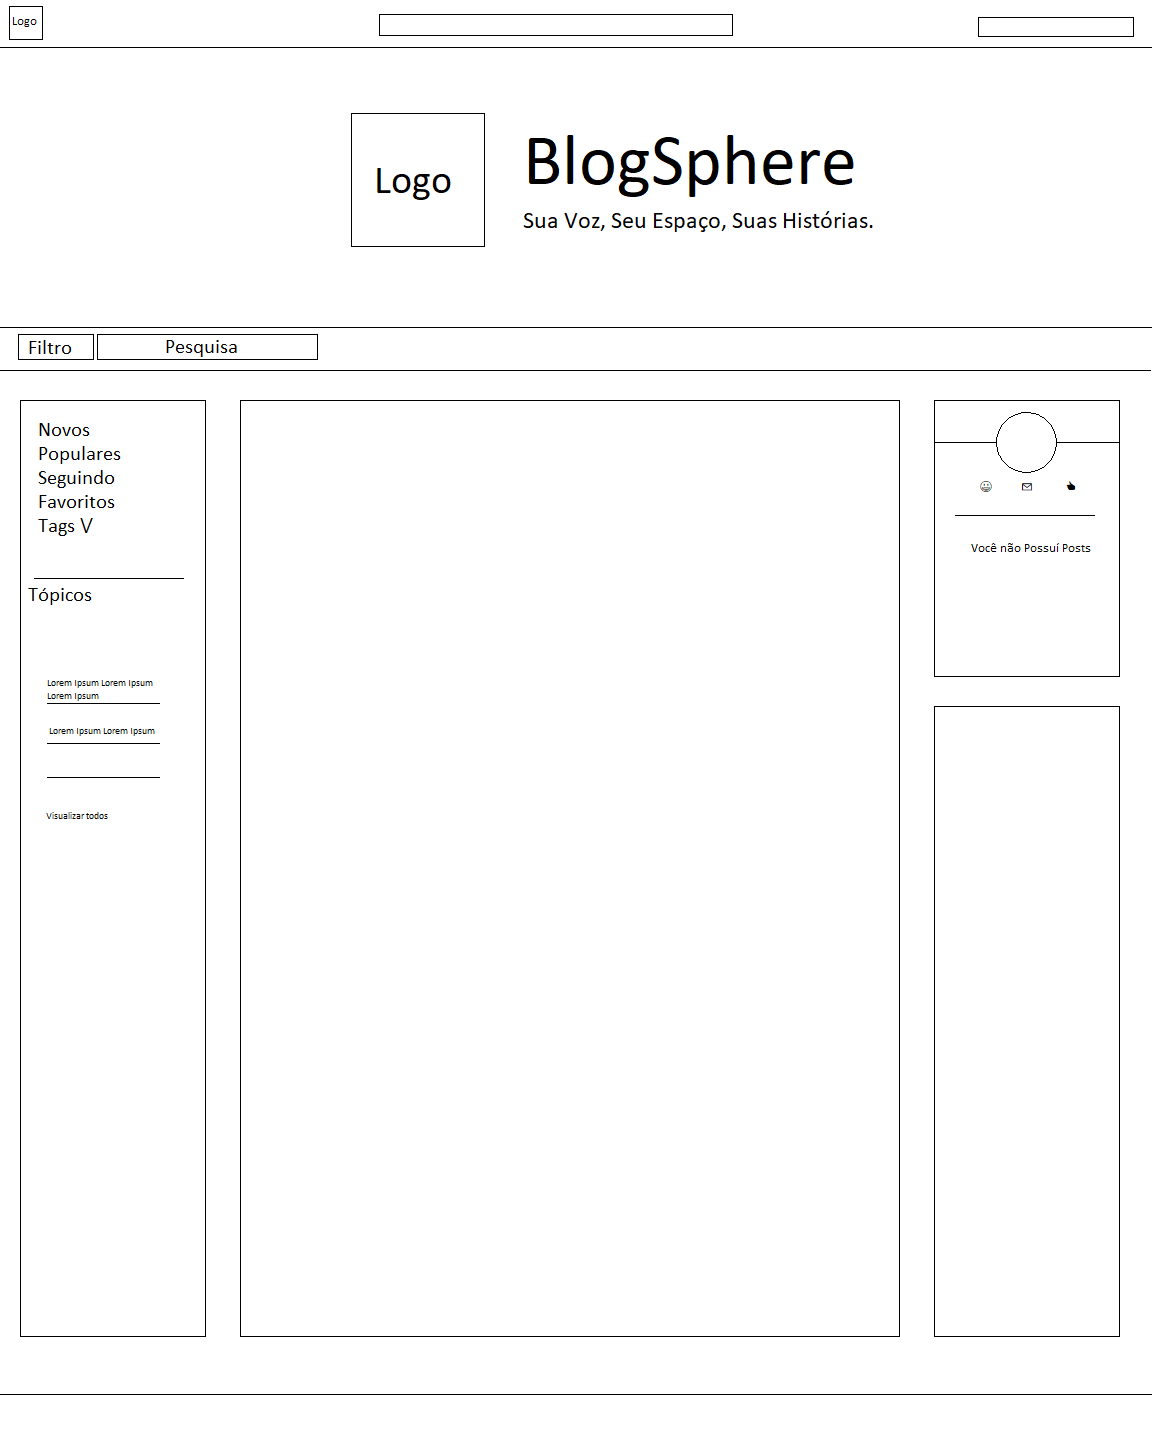 Logo
Logo
BlogSphere
Sua Voz, Seu Espaço, Suas Histórias.
Filtro
Pesquisa
Novos
Populares
Seguindo
Favoritos
Tags V
Tópicos
Lorem Ipsum Lorem Ipsum
Lorem Ipsum
Lorem Ipsum Lorem Ipsum
Visualizar todos
Você não Possuí Posts